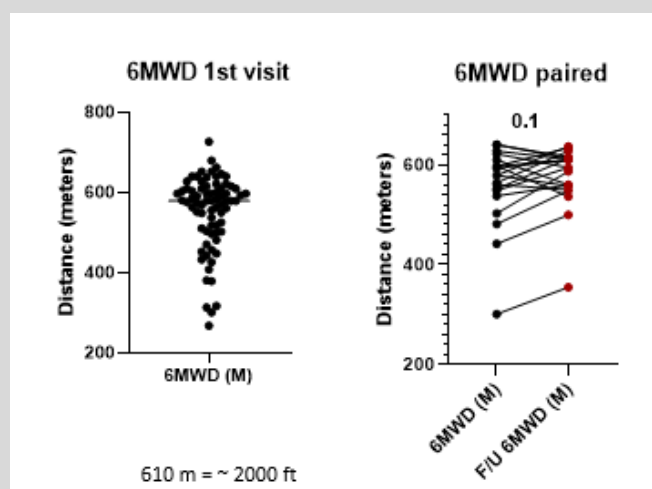 6MWD 1st visit
Distance (meters)
800
600
400
200
6MWD (M)
610 m = ~ 2000 ft
6MWD paired
0.1
Distance (meters)
600
400
200
6MWD (M)
F/U 6MWD (M)